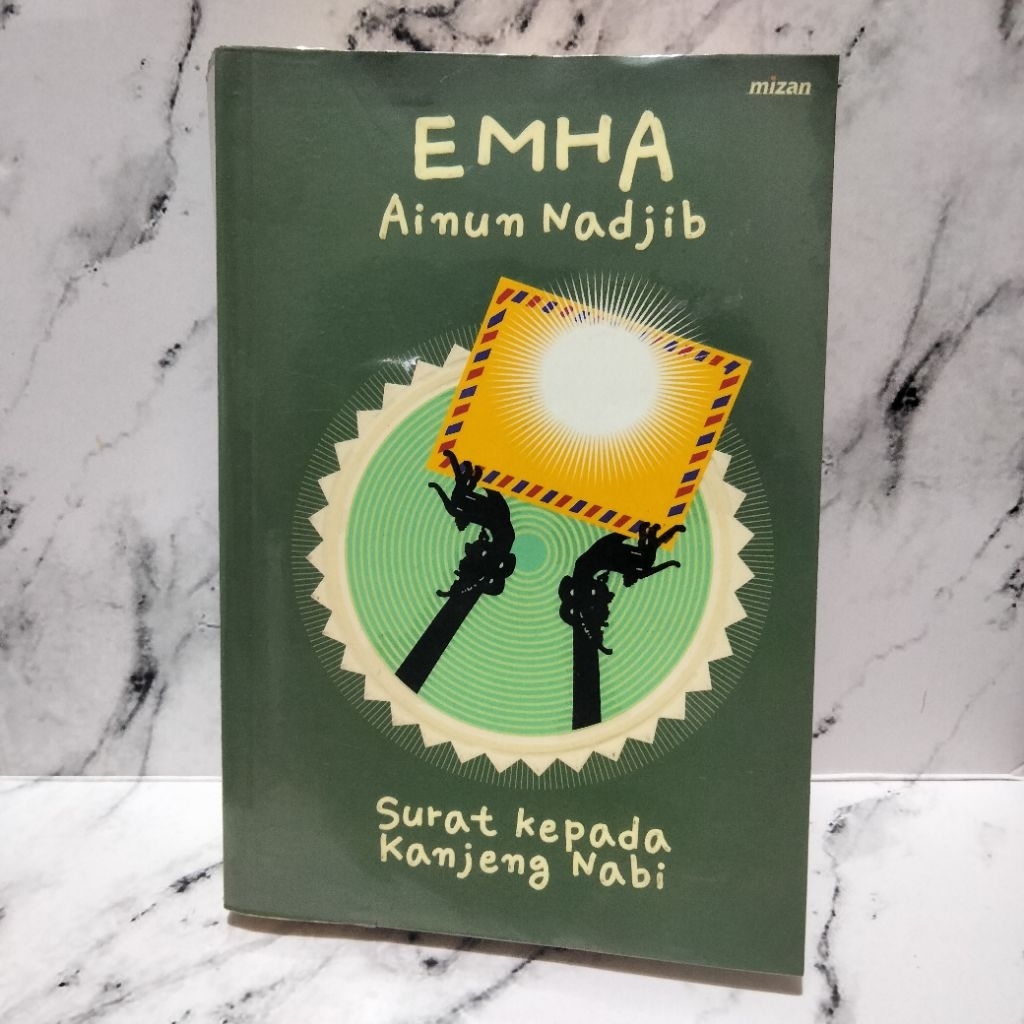 mizan
EMHA
Ainun Nadjib
Surat kepada
Kanjeng Nabi